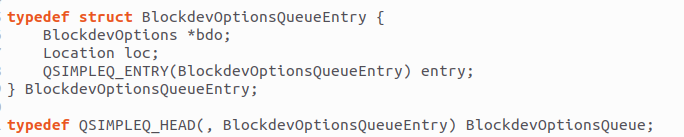 typedef struct BlockdevOptionsQueueEntry {
    BlockdevOptions *bdo;
    Location loc;
    QSIMPLEQ_ENTRY(BlockdevOptionsQueueEntry) entry;
} BlockdevOptionsQueueEntry;

typedef QSIMPLEQ_HEAD(, BlockdevOptionsQueueEntry) BlockdevOptionsQueue;